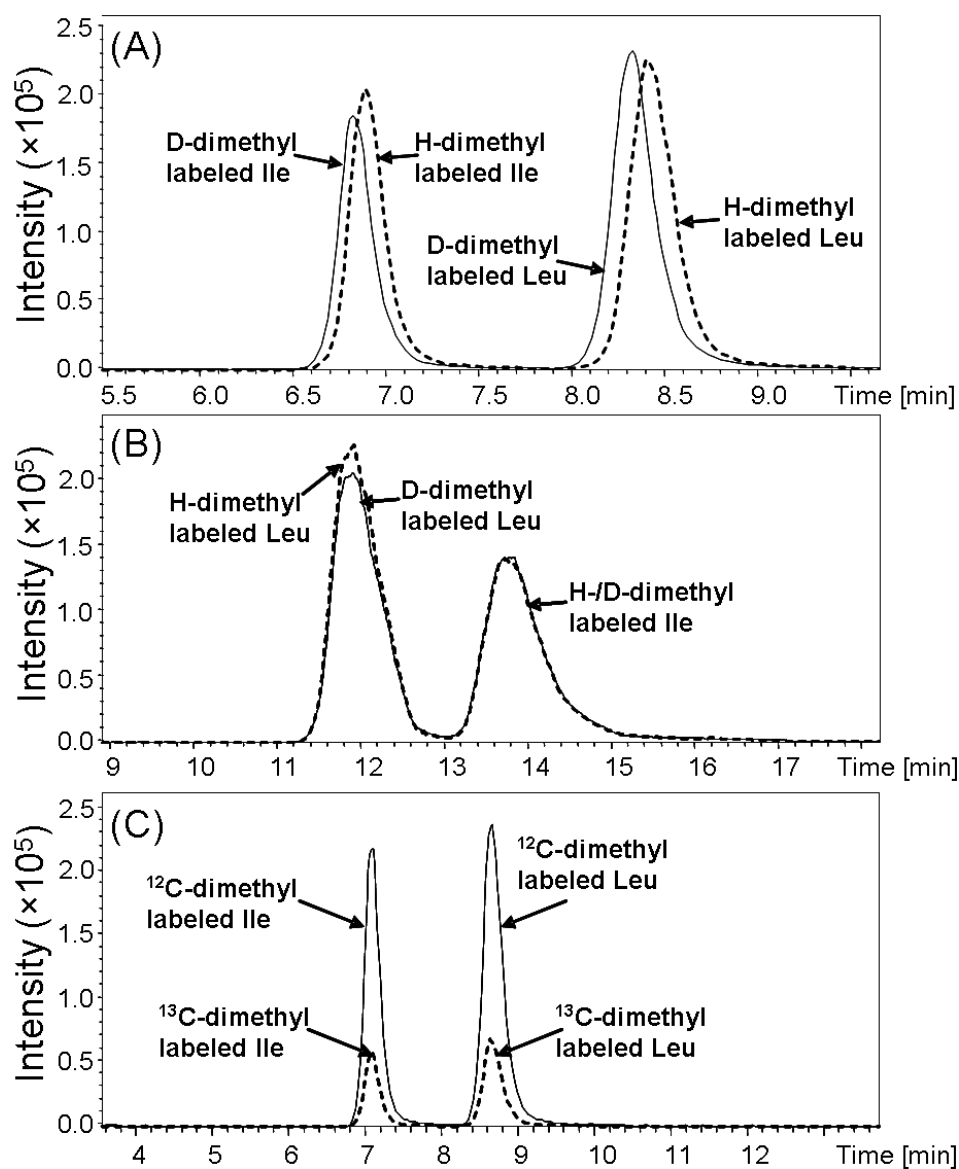 (A)
Intensity (×10⁵)
2.5
2.0
1.5
1.0
0.5
0.0
D-dimethyl
labeled Ile
H-dimethyl
labeled Ile
D-dimethyl
labeled Leu
H-dimethyl
labeled Leu
5.5 6.0 6.5 7.0 7.5 8.0 8.5 9.0 Time [min]
(B)
Intensity (×10⁵)
2.0
1.5
1.0
0.5
0.0
H-dimethyl
labeled Leu
D-dimethyl
labeled Leu
H-/D-dimethyl
labeled Ile
9 10 11 12 13 14 15 16 17 Time [min]
(C)
Intensity (×10⁵)
2.5
2.0
1.5
1.0
0.5
0.0
¹²C-dimethyl
labeled Ile
¹³C-dimethyl
labeled Ile
¹²C-dimethyl
labeled Leu
¹³C-dimethyl
labeled Leu
4 5 6 7 8 9 10 11 12 Time [min]